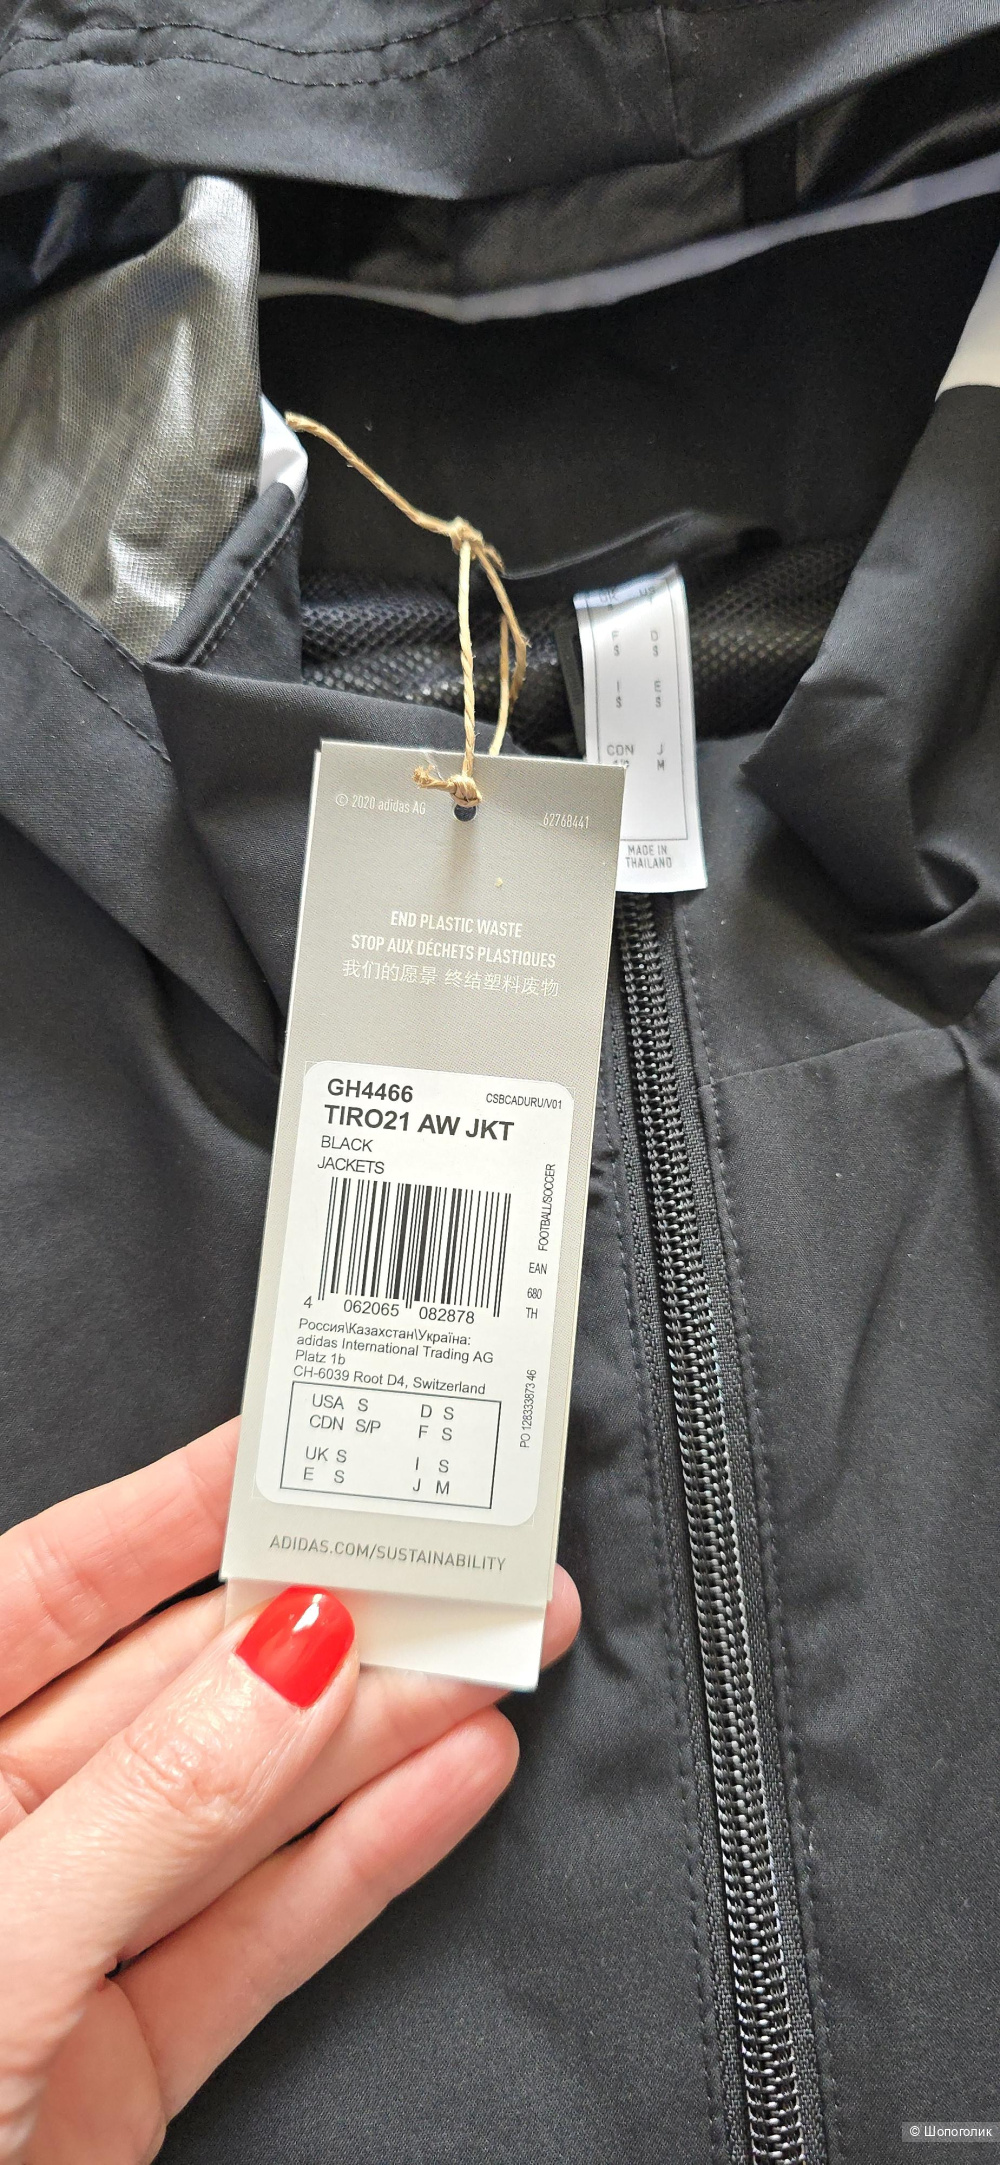 UK US
F D
S S
I E
S S
CDN J
M
MADE IN
THAILAND
© 2020 adidas AG
62768441
END PLASTIC WASTE
STOP AUX DÉCHETS PLASTIQUES
我们的愿景 终结塑料废物
GH4466
CSBCADURU/V01
TIRO21 AW JKT
BLACK
JACKETS
FOOTBALL/SOCCER
EAN
680
TH
4 062065 082878
Россия\Казахстан\Україна:
adidas International Trading AG
Platz 1b
CH-6039 Root D4, Switzerland
PO 128333873 46
USA S D S
CDN S/P F S
UK S I S
E S J M
ADIDAS.COM/SUSTAINABILITY
© Шопоголик